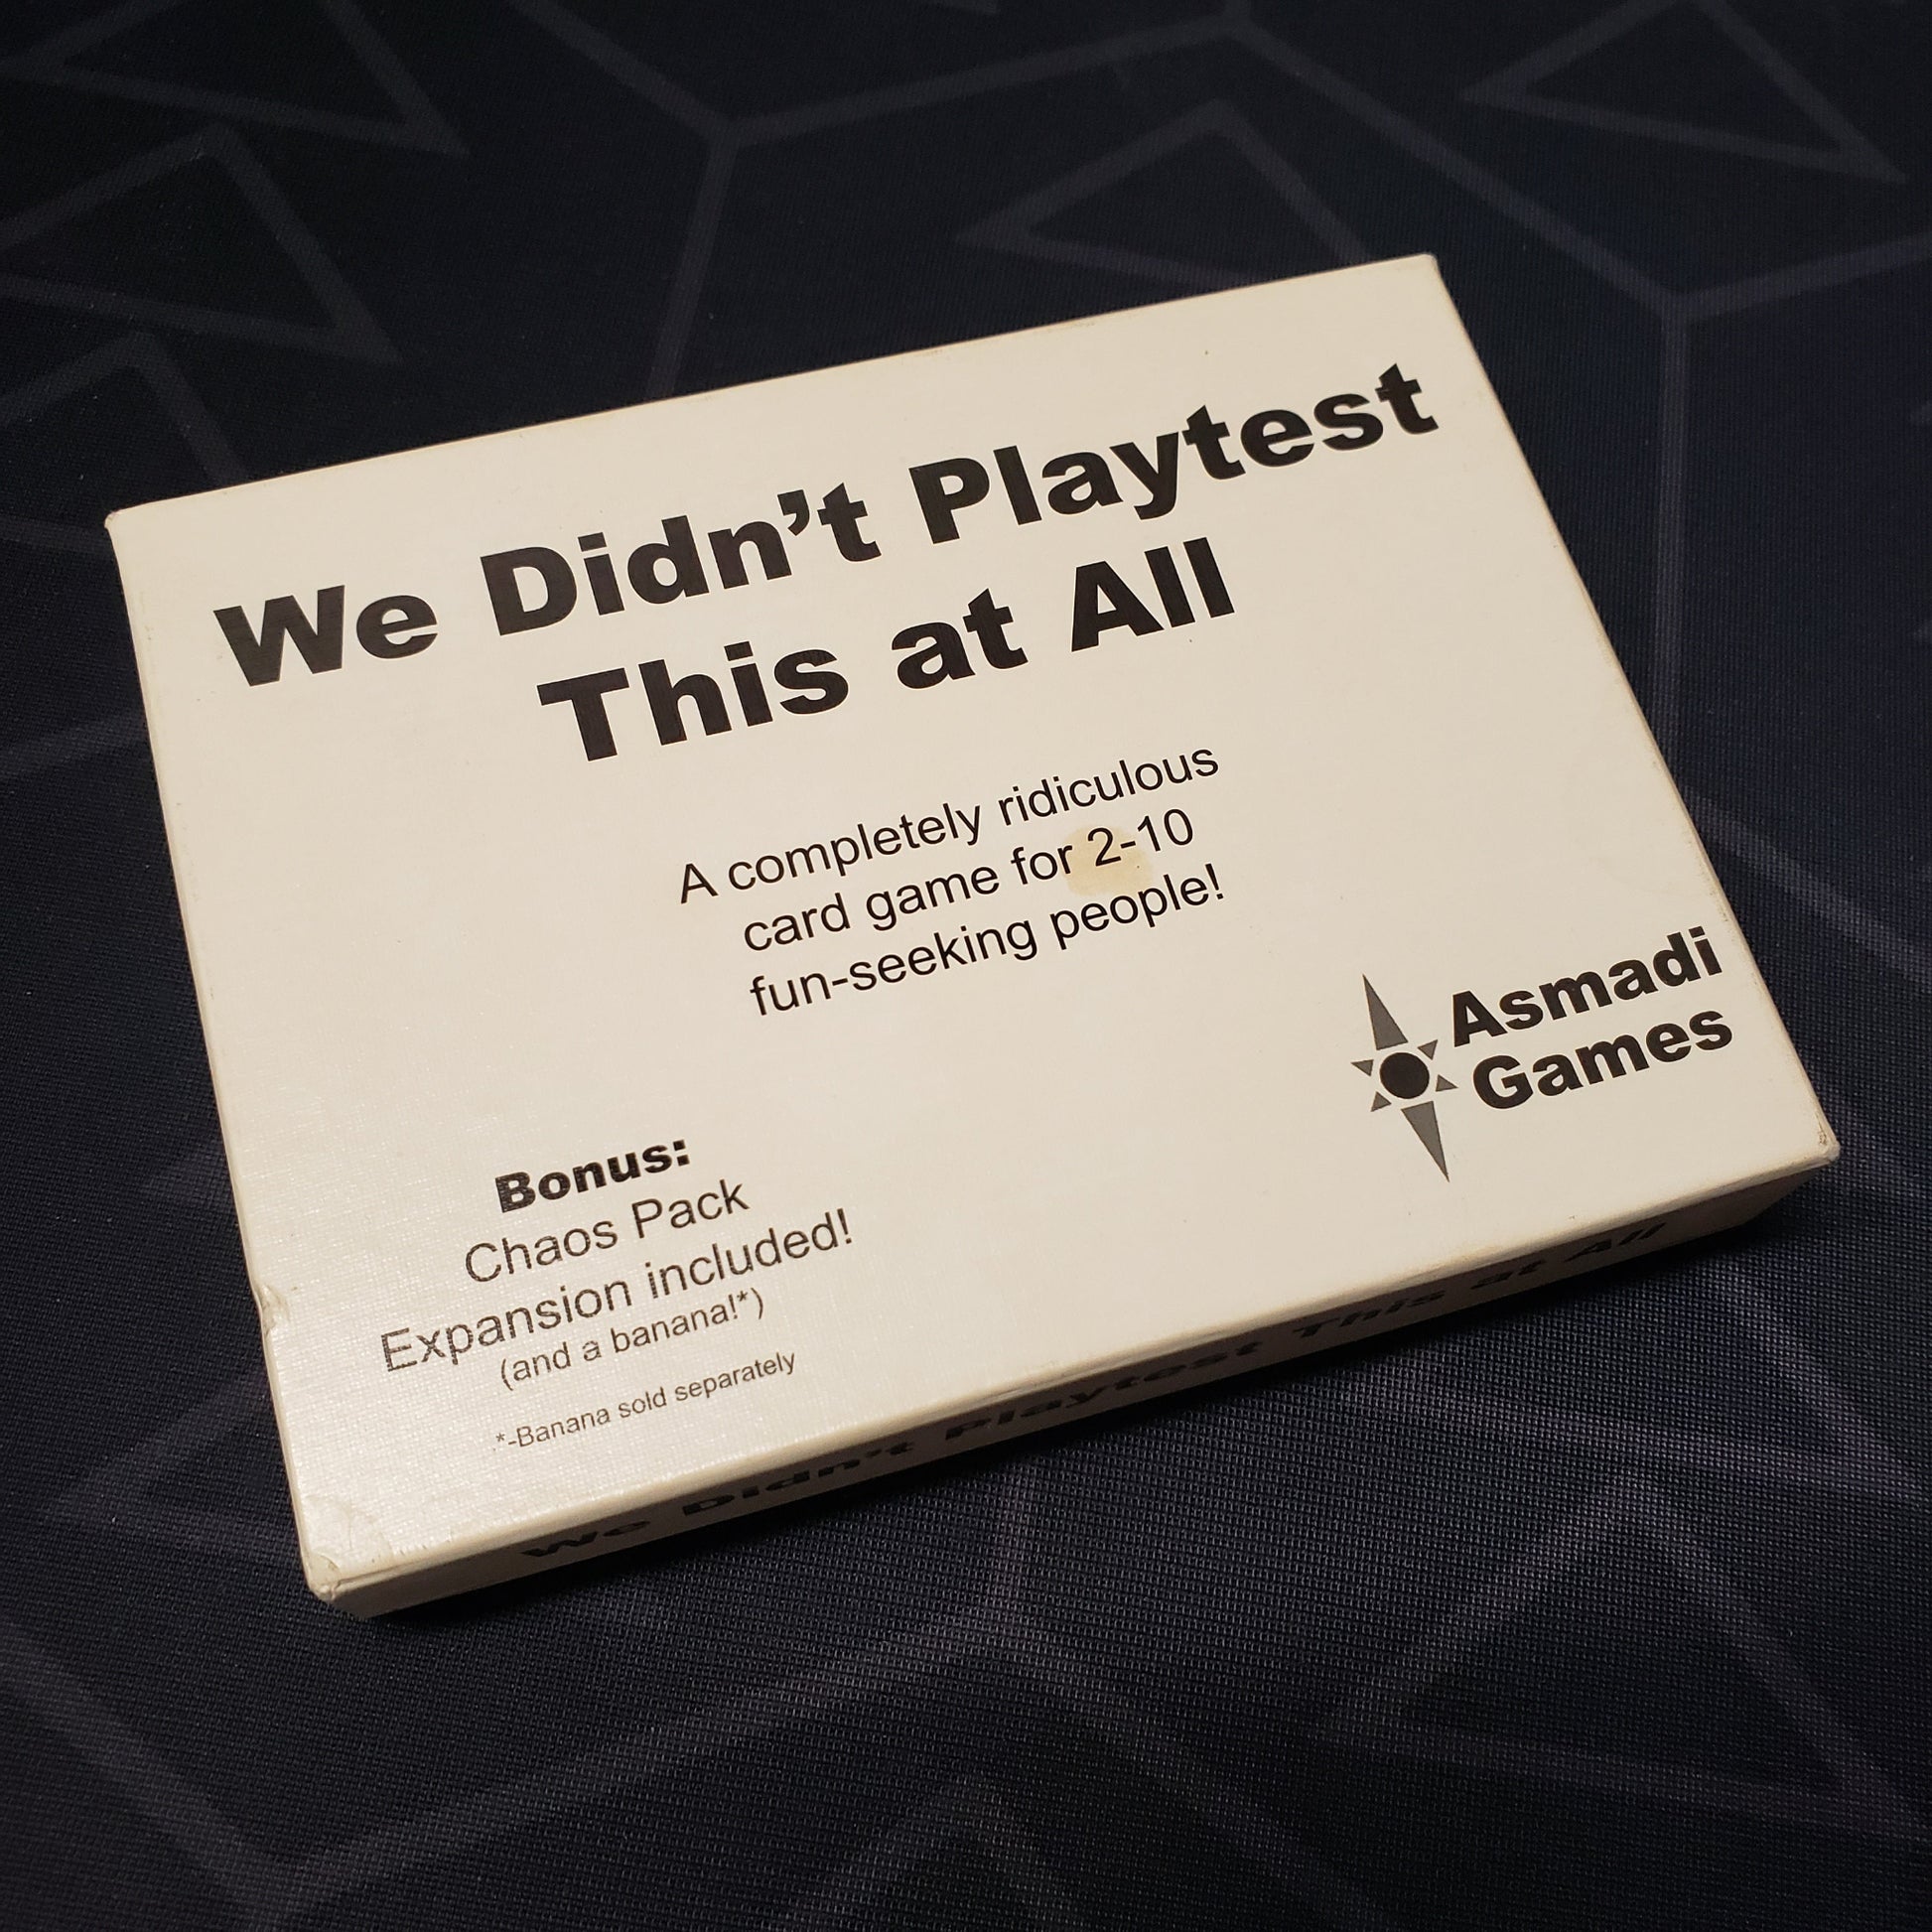 We Didn’t Playtest
This at All
A completely ridiculous
card game for 2-10
fun-seeking people!
Asmadi
Games
Bonus:
Chaos Pack
Expansion included!
(and a banana!*)
*-Banana sold separately
We Didn't Playtest This at All